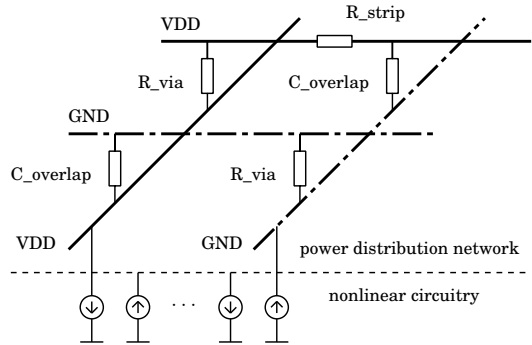 VDD
R_strip
R_via
C_overlap
GND
C_overlap
R_via
VDD
GND
power distribution network
nonlinear circuitry
. . .